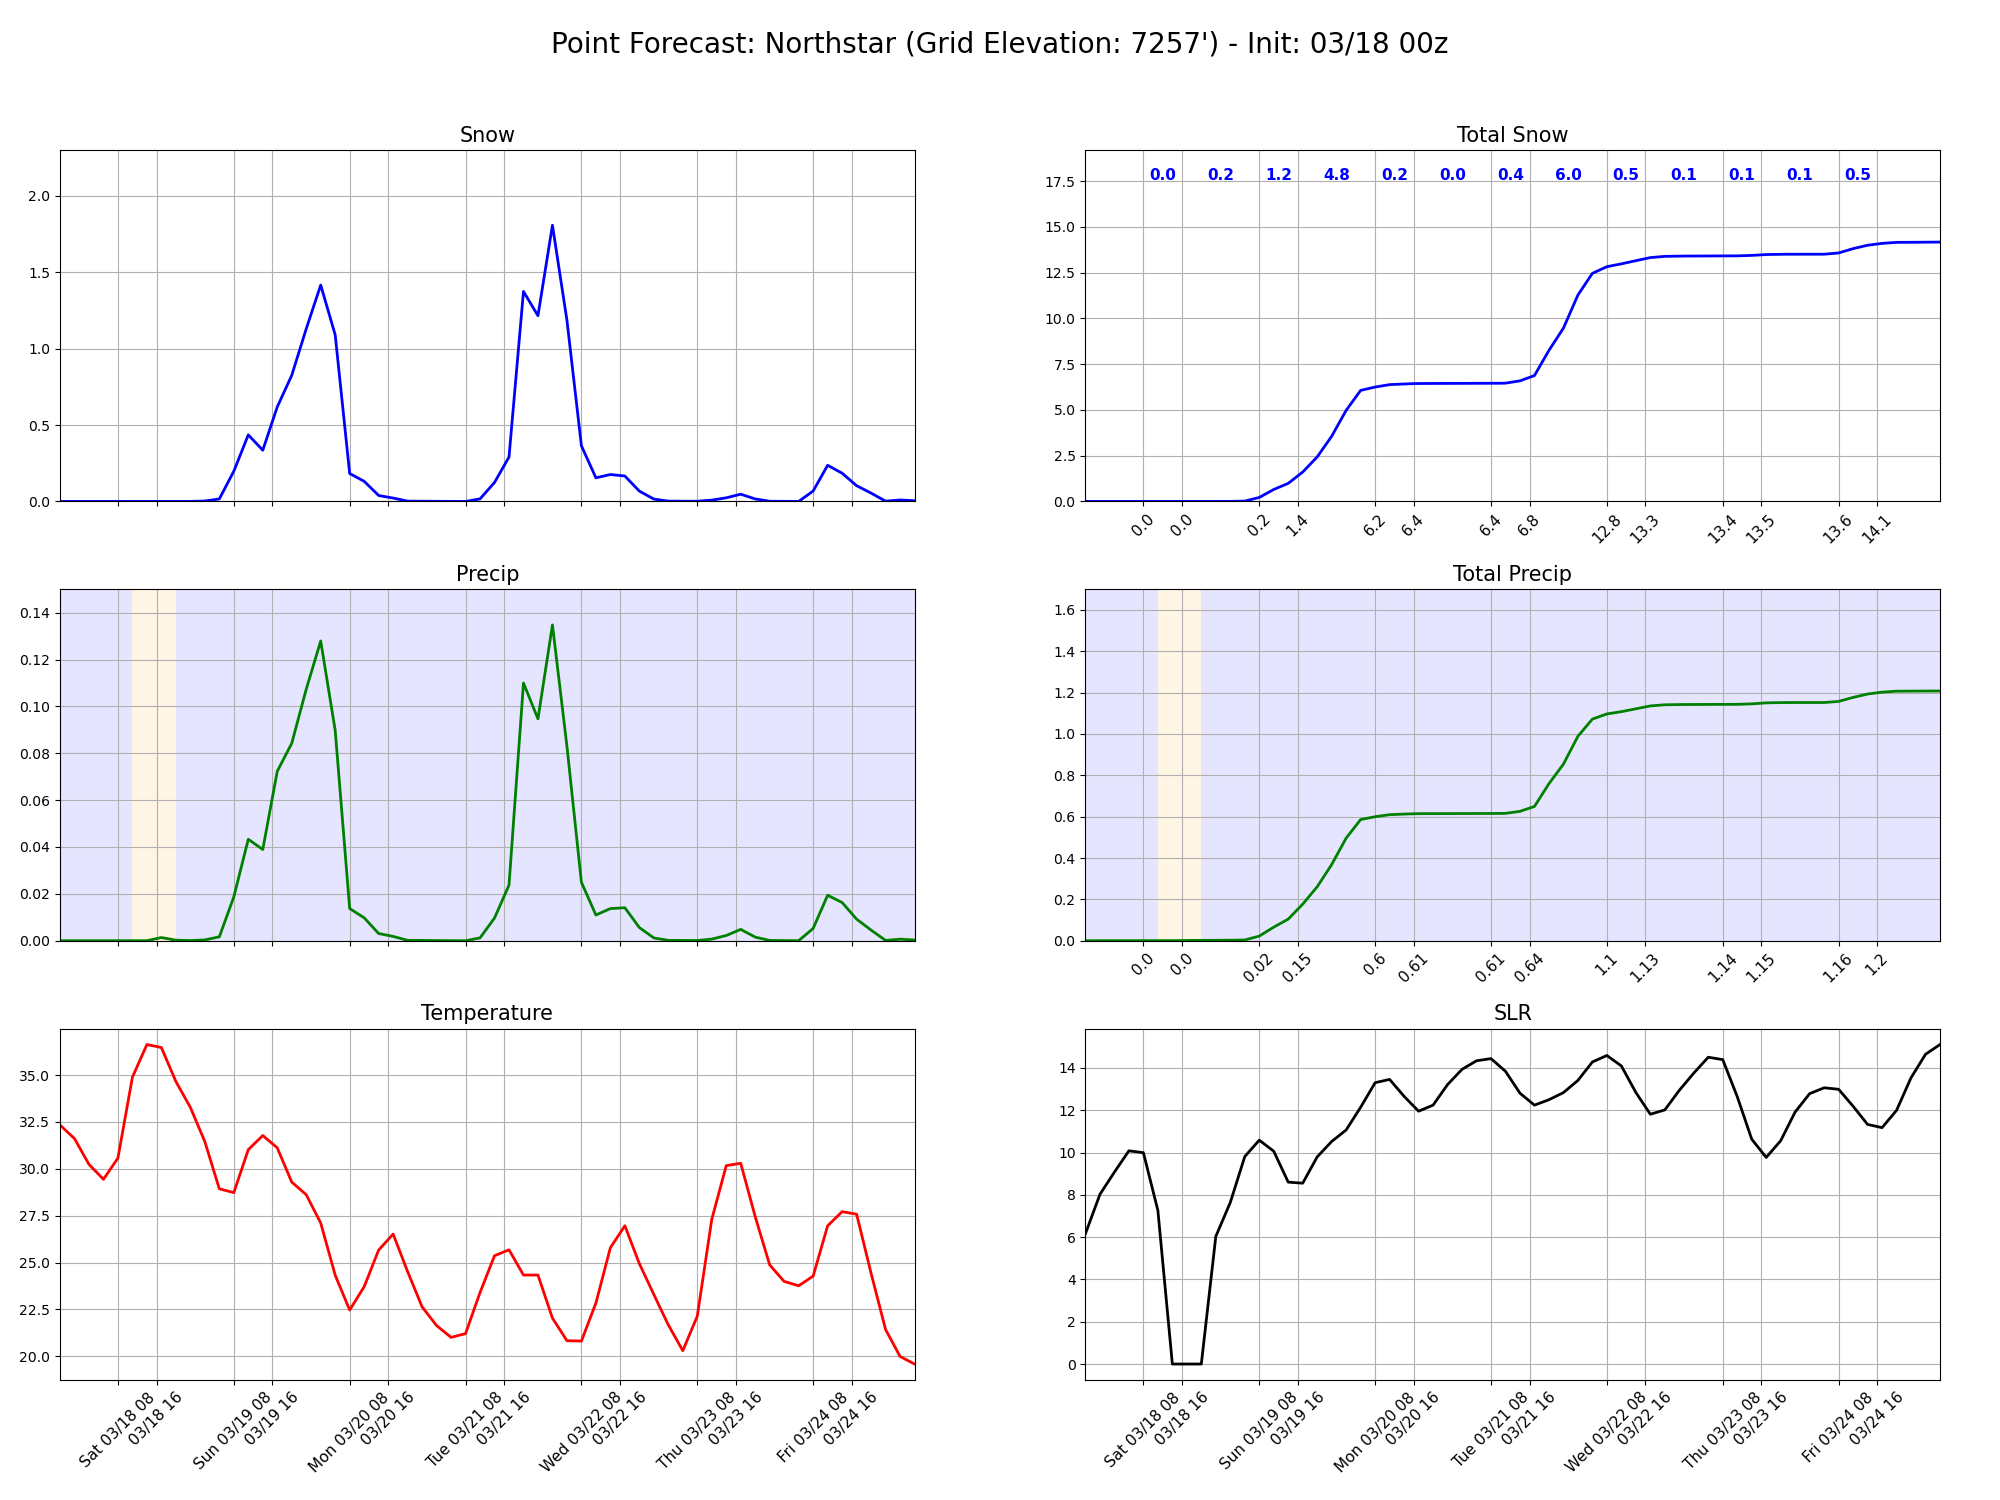 Point Forecast: Northstar (Grid Elevation: 7257') - Init: 03/18 00z
Snow
2.0
1.5
1.0
0.5
0.0
Total Snow
0.0 0.2 1.2 4.8 0.2 0.0 0.4 6.0 0.5 0.1 0.1 0.1 0.5
17.5
15.0
12.5
10.0
7.5
5.0
2.5
0.0
0.0 0.0 0.2 1.4 6.2 6.4 6.4 6.8 12.8 13.3 13.4 13.5 13.6 14.1
Precip
0.14
0.12
0.10
0.08
0.06
0.04
0.02
0.00
Total Precip
1.6
1.4
1.2
1.0
0.8
0.6
0.4
0.2
0.0
0.0 0.0 0.02 0.15 0.6 0.61 0.61 0.64 1.1 1.13 1.14 1.15 1.16 1.2
Temperature
35.0
32.5
30.0
27.5
25.0
22.5
20.0
Sat 03/18 08
03/18 16
Sun 03/19 08
03/19 16
Mon 03/20 08
03/20 16
Tue 03/21 08
03/21 16
Wed 03/22 08
03/22 16
Thu 03/23 08
03/23 16
Fri 03/24 08
03/24 16
SLR
14
12
10
8
6
4
2
0
Sat 03/18 08
03/18 16
Sun 03/19 08
03/19 16
Mon 03/20 08
03/20 16
Tue 03/21 08
03/21 16
Wed 03/22 08
03/22 16
Thu 03/23 08
03/23 16
Fri 03/24 08
03/24 16